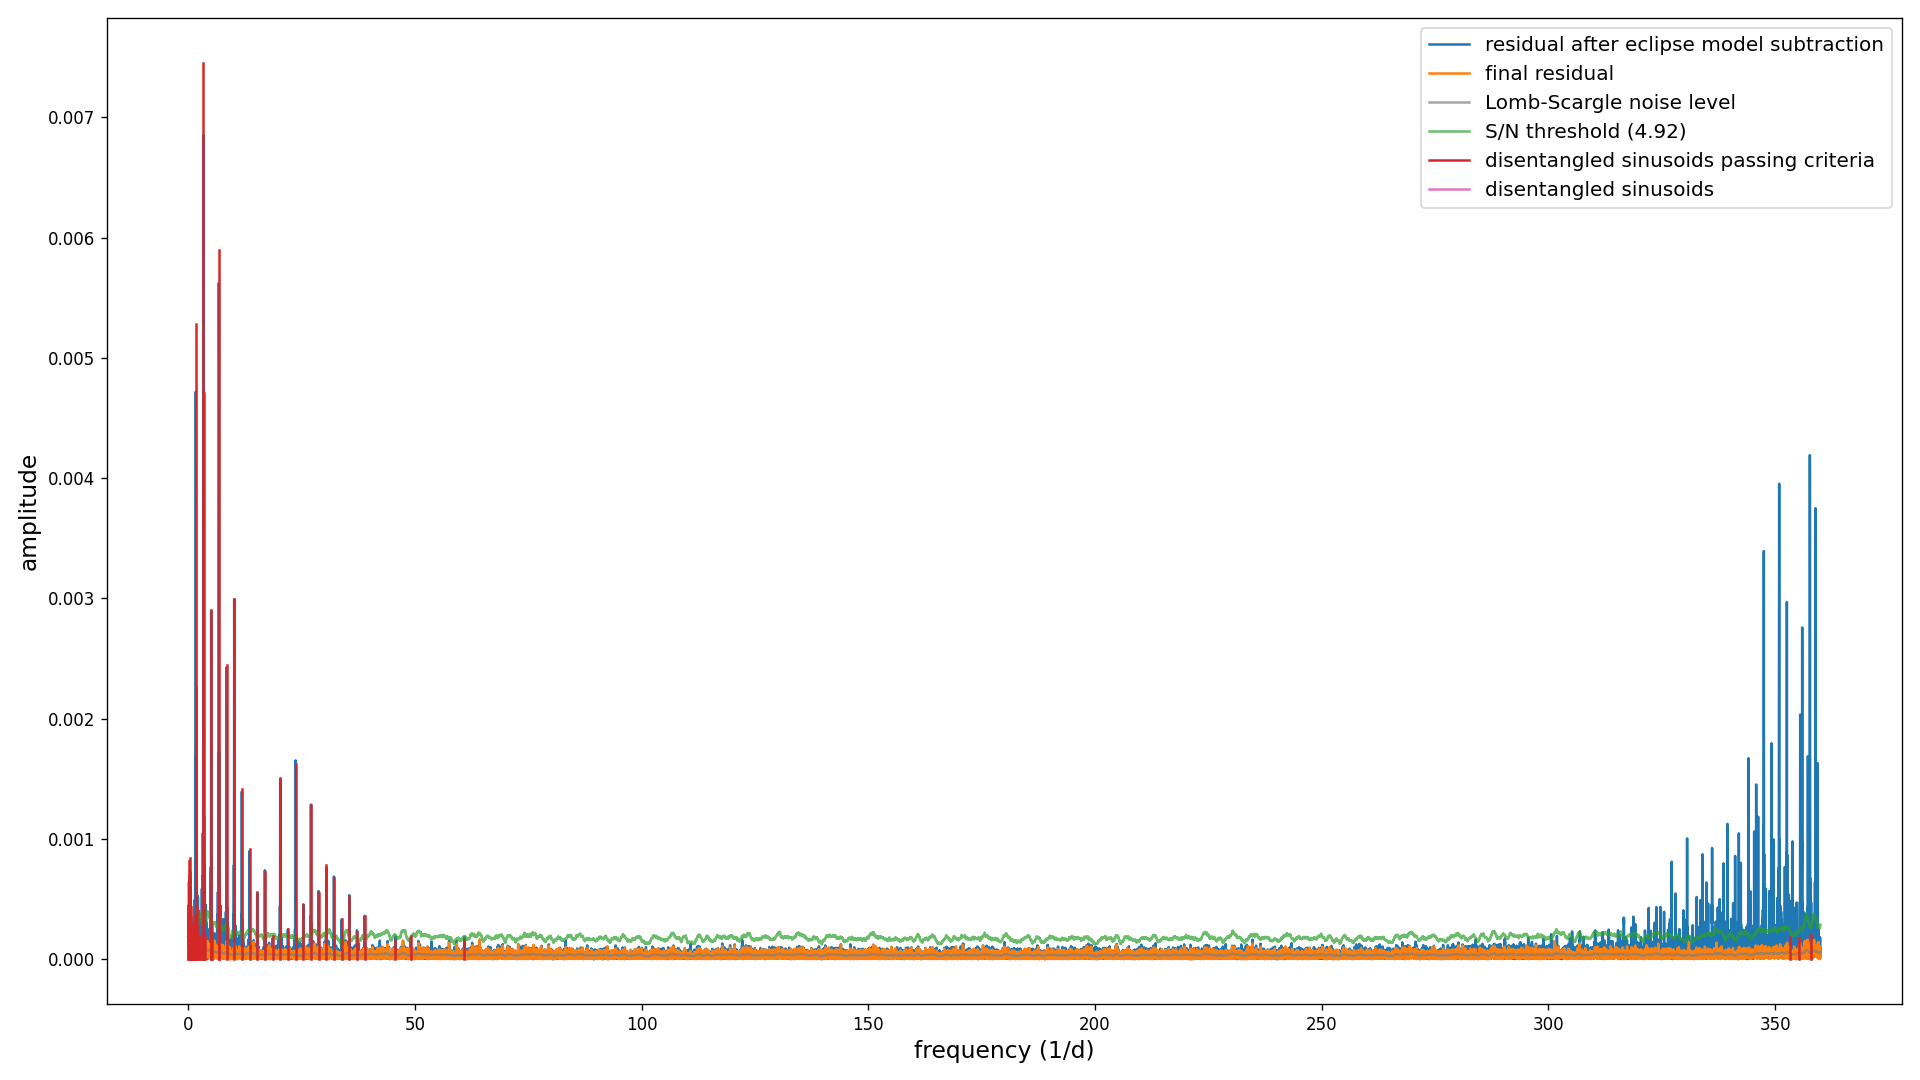 residual after eclipse model subtraction
final residual
Lomb-Scargle noise level
S/N threshold (4.92)
disentangled sinusoids passing criteria
disentangled sinusoids
amplitude
0.007
0.006
0.005
0.004
0.003
0.002
0.001
0.000
0 50 100 150 200 250 300 350
frequency (1/d)